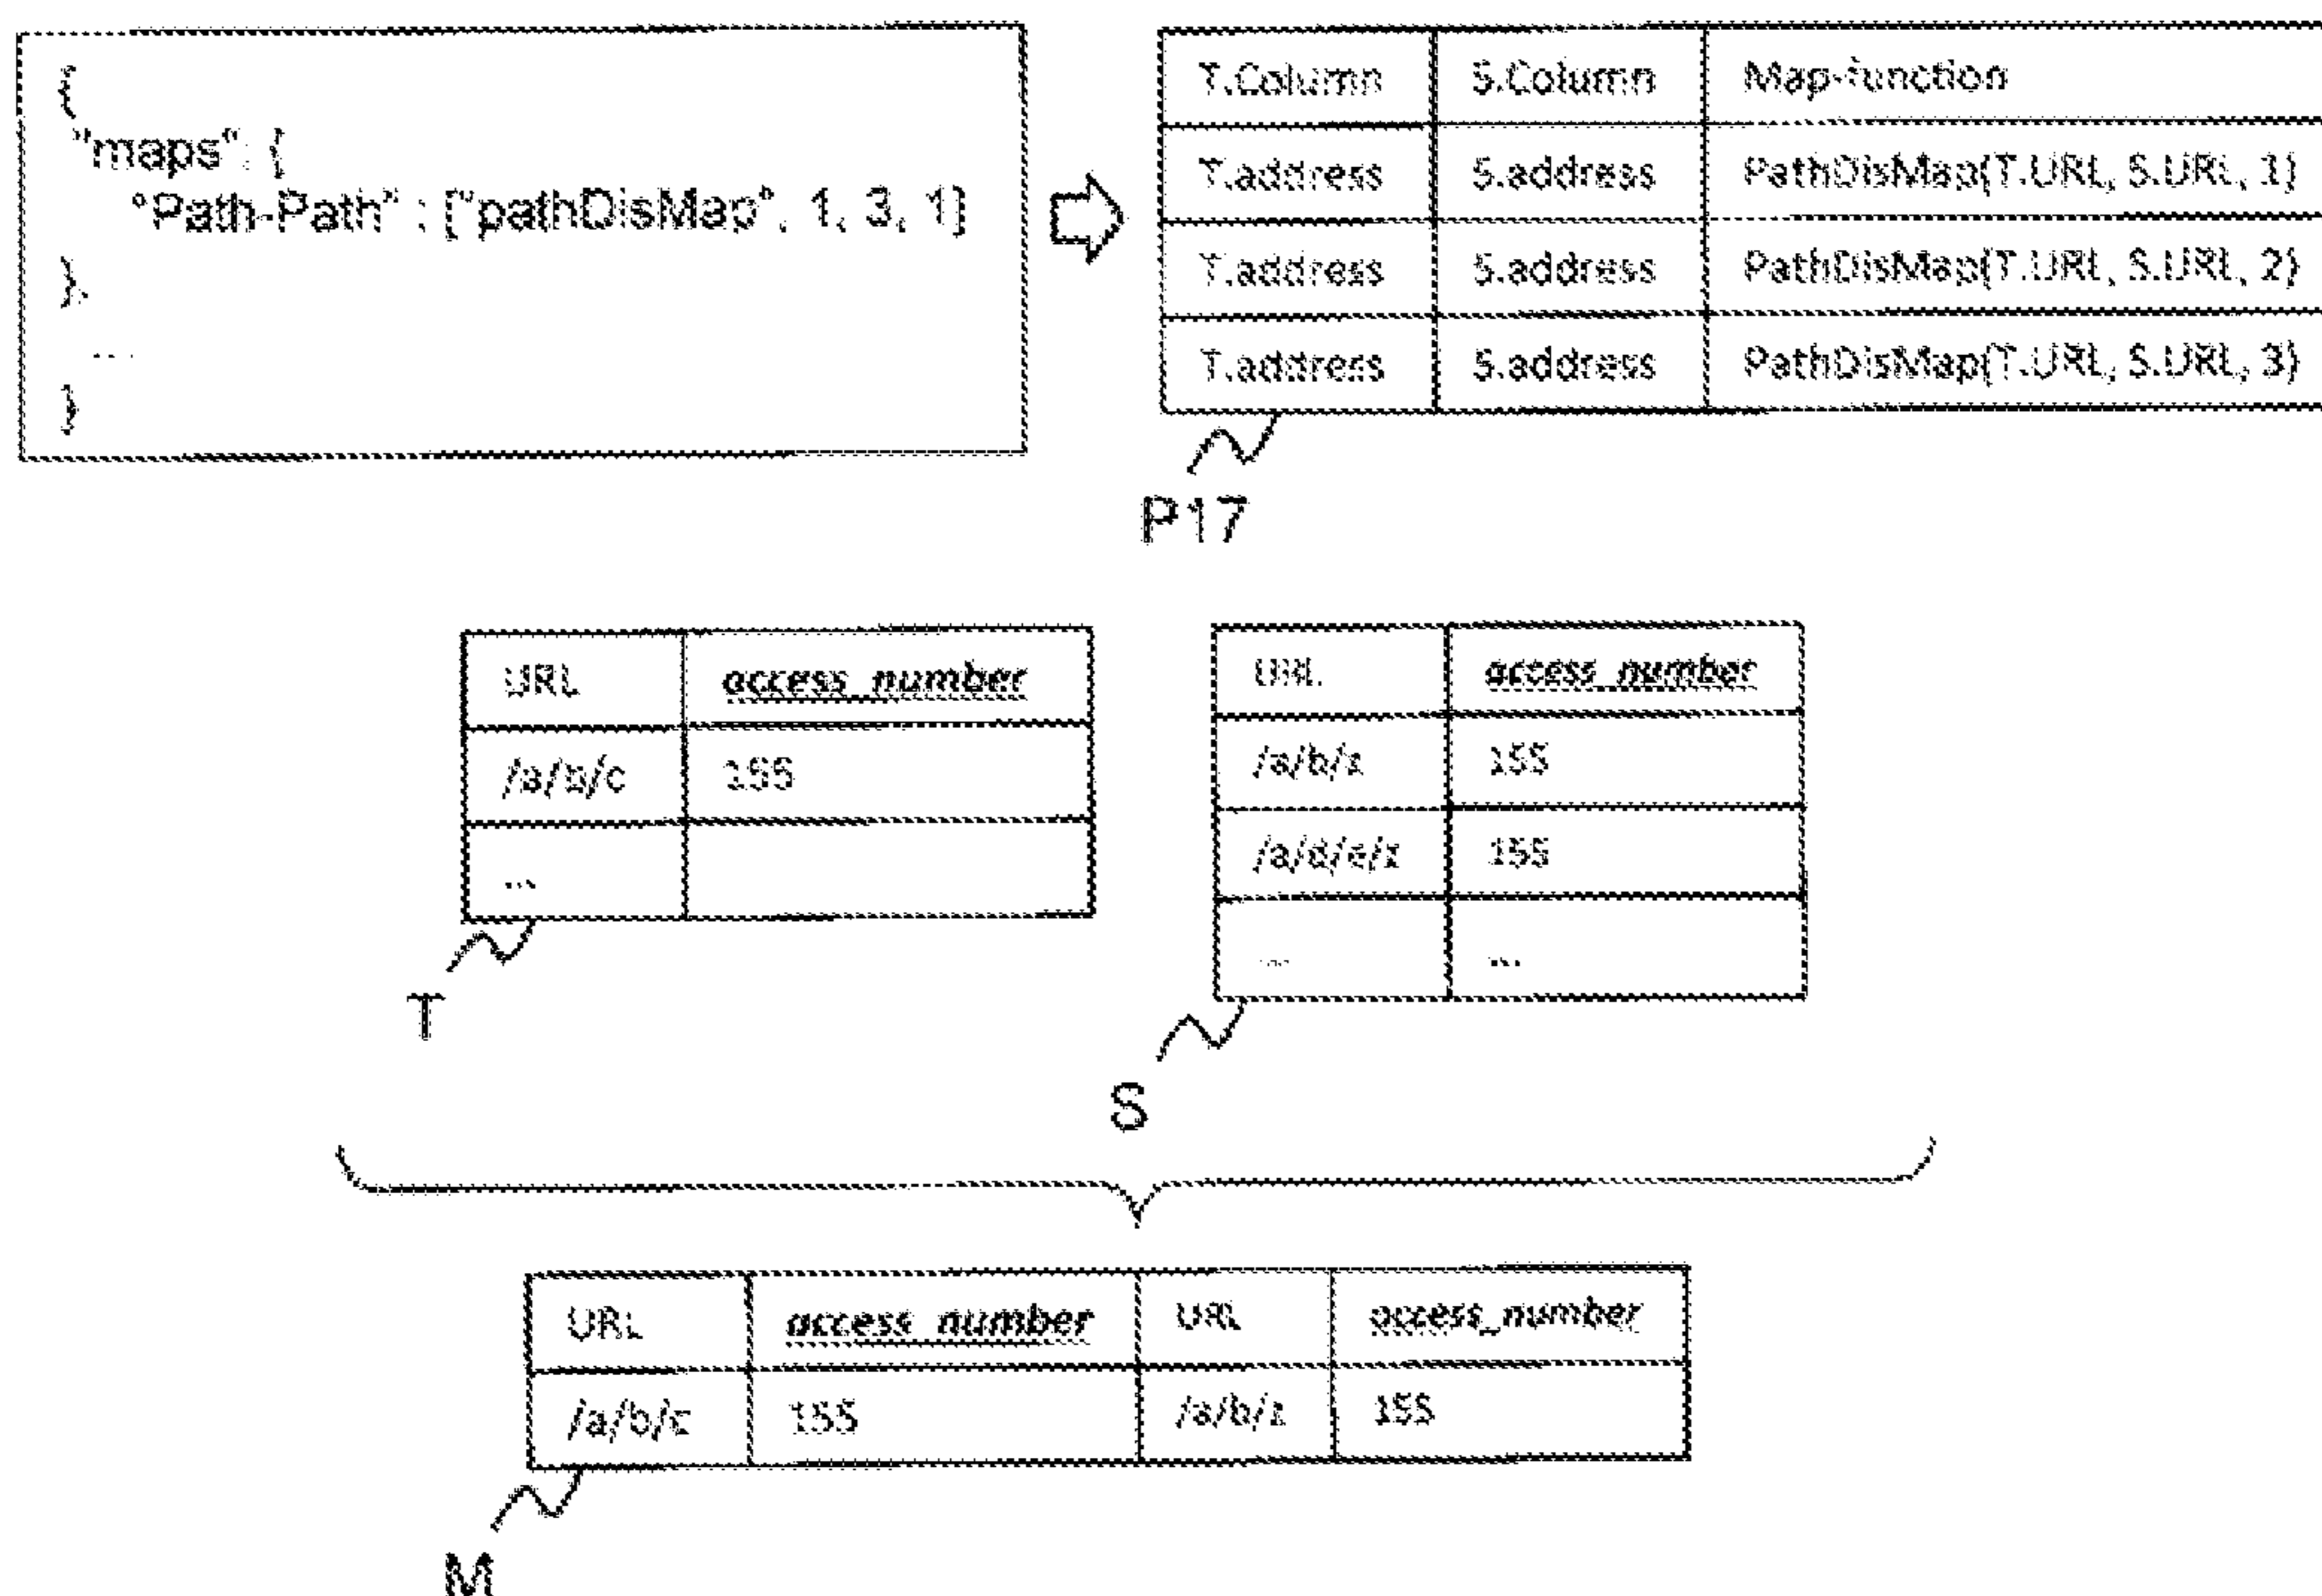 {
"maps": {
"Path-Path" : ["pathDisMap", 1, 3, 1]
},
...
}
T.Column S.Column Map-function
T.address S.address PathDisMap(T.URL, S.URL, 1)
T.address S.address PathDisMap(T.URL, S.URL, 2)
T.address S.address PathDisMap(T.URL, S.URL, 3)
P17
URL access_number
/a/b/c 155
...
T
URL access_number
/a/b/z 155
/a/d/e/z 155
... ...
S
URL access_number URL access_number
/a/b/c 155 /a/b/z 155
M